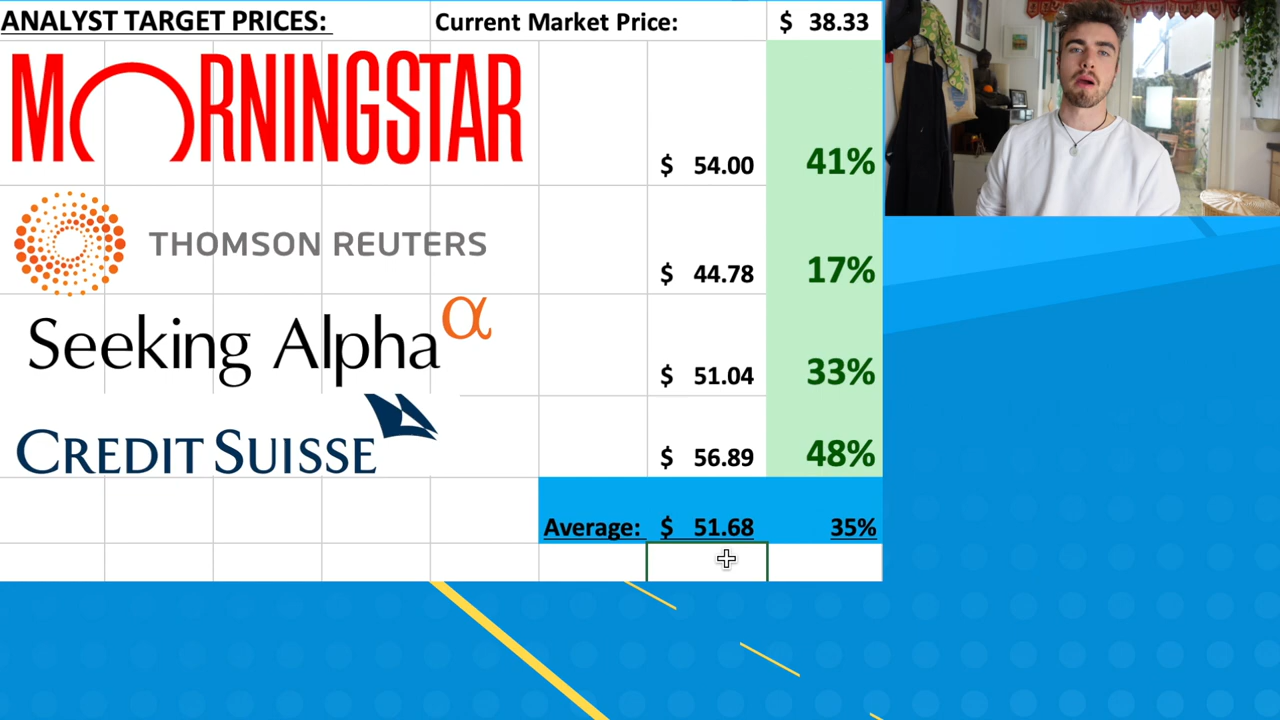 ANALYST TARGET PRICES: Current Market Price: $ 38.33
MORNINGSTAR $ 54.00 41%
THOMSON REUTERS $ 44.78 17%
Seeking Alpha α $ 51.04 33%
CREDIT SUISSE $ 56.89 48%
Average: $ 51.68 35%